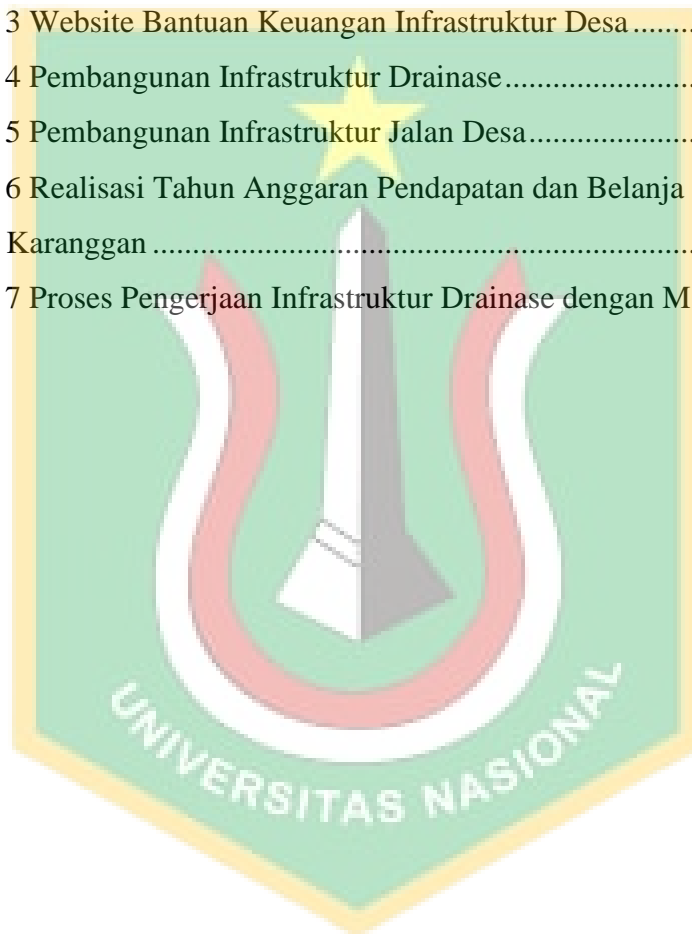 3 Website Bantuan Keuangan Infrastruktur Desa ........
4 Pembangunan Infrastruktur Drainase........................
5 Pembangunan Infrastruktur Jalan Desa.....................
6 Realisasi Tahun Anggaran Pendapatan dan Belanja
Karanggan ....................................................................
7 Proses Pengerjaan Infrastruktur Drainase dengan M
UNIVERSITAS NASIONAL